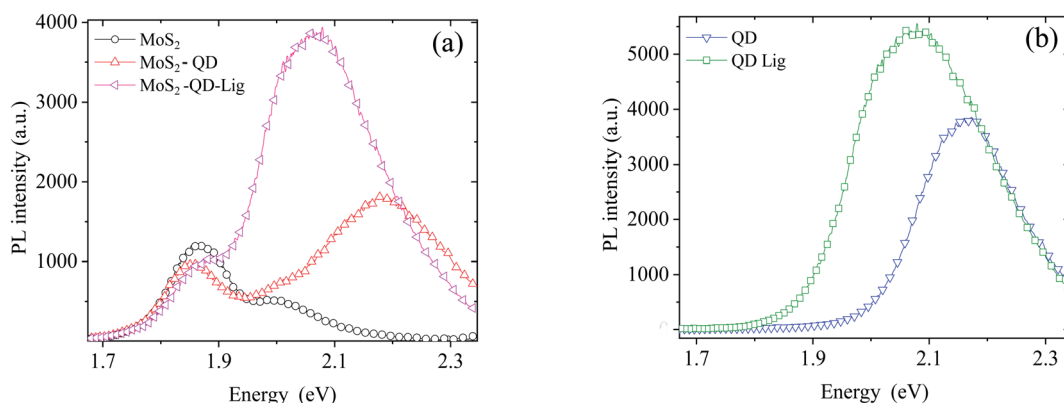 4000
3000
2000
1000
PL intensity (a.u.)
MoS2
MoS2- QD
MoS2 -QD-Lig
(a)
1.7
1.9
2.1
2.3
Energy (eV)
5000
4000
3000
2000
1000
0
PL intensity (a.u.)
QD
QD Lig
(b)
1.7
1.9
2.1
2.3
Energy (eV)